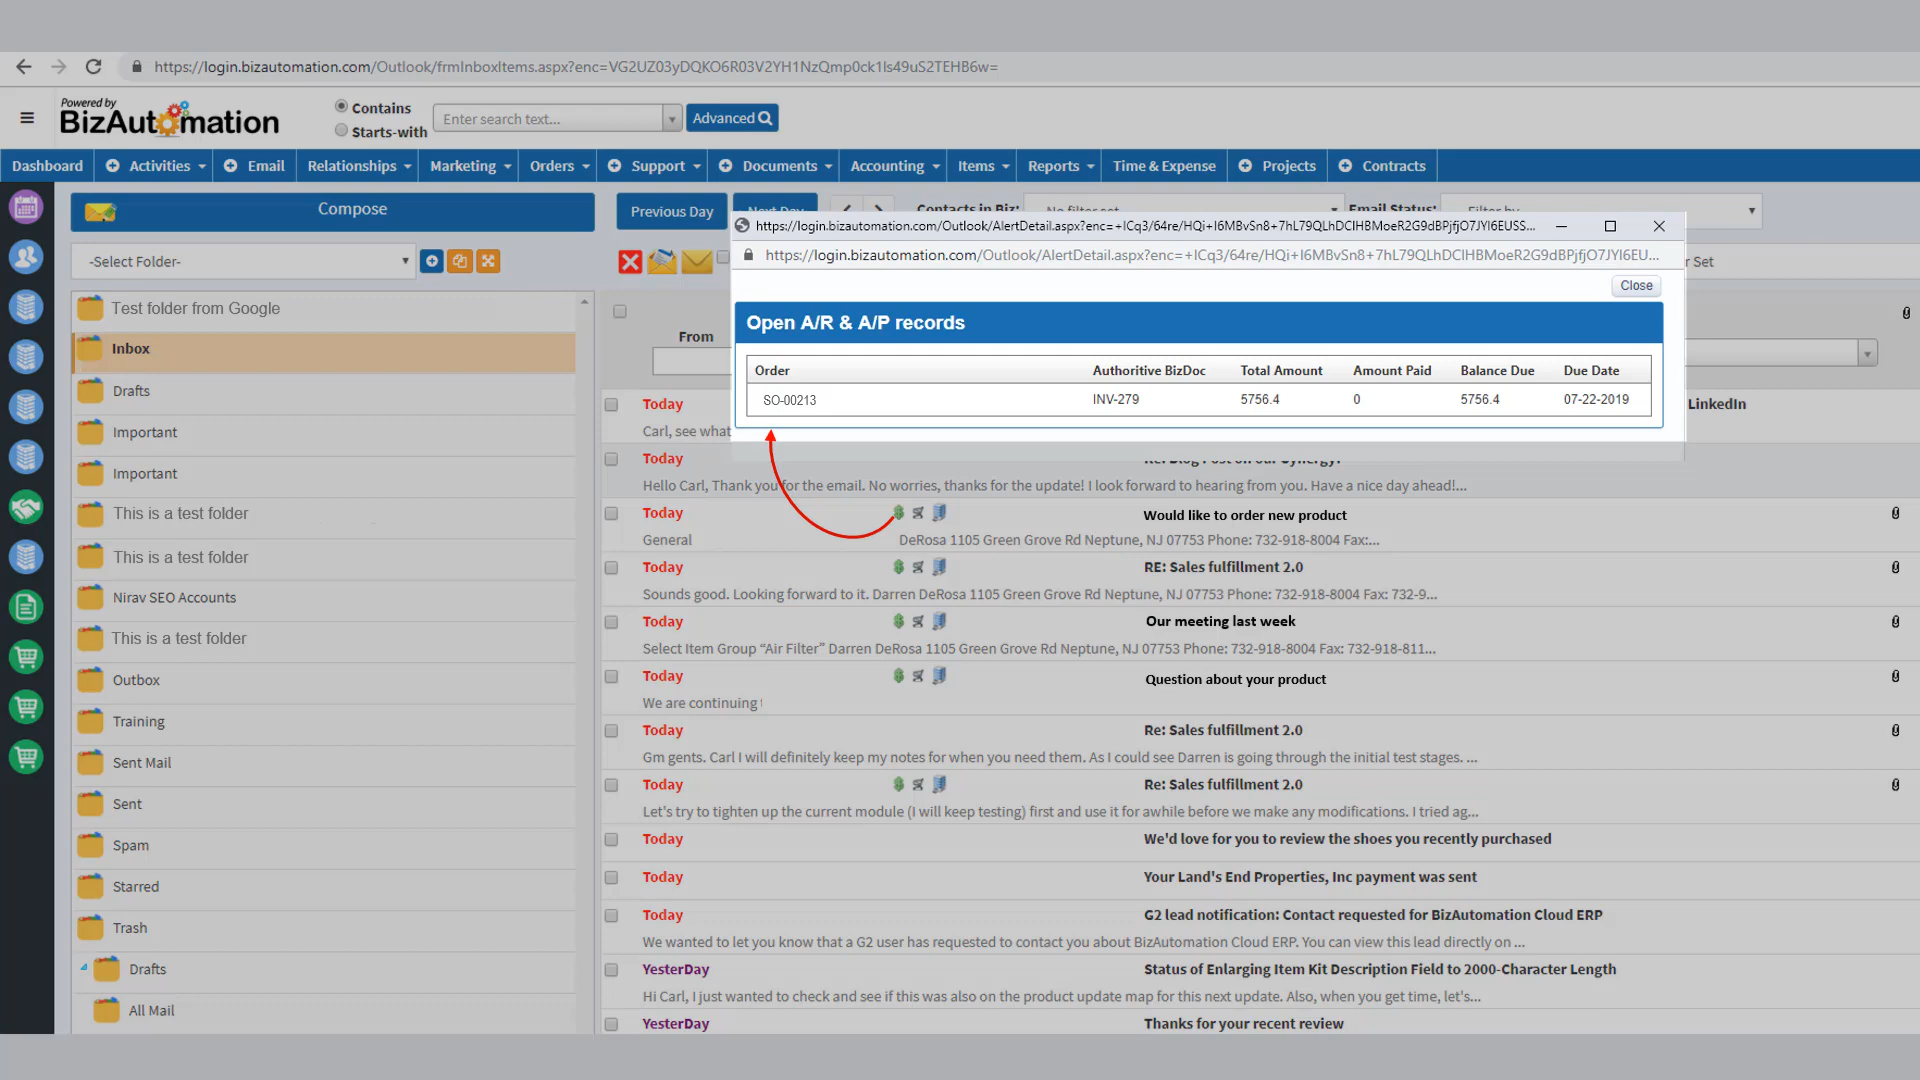 https://login.bizautomation.com/Outlook/frmInboxItems.aspx?enc=VG2UZ03yDQKO6R03V2YH1NzQmp0ck1ls49uS2TEHB6w=
Powered by
BizAutomation
Contains
Starts-with
Enter search text...
Advanced
Dashboard Activities Email Relationships Marketing Orders Support Documents Accounting Items Reports Time & Expense Projects Contracts
Compose
Previous Day
Next Day
Contacts in Biz:
No filter set
Email Status:
Filter by
https://login.bizautomation.com/Outlook/AlertDetail.aspx?enc=+ICq3/64re/HQi+I6MBvSn8+7hL79QLhDCIHBMoeR2G9dBPjfjO7JYI6EUSS...
https://login.bizautomation.com/Outlook/AlertDetail.aspx?enc=+ICq3/64re/HQi+I6MBvSn8+7hL79QLhDCIHBMoeR2G9dBPjfjO7JYI6EU...
Set
Close
Open A/R & A/P records
Order Authoritive BizDoc Total Amount Amount Paid Balance Due Due Date
SO-00213 INV-279 5756.4 0 5756.4 07-22-2019
-Select Folder-
Test folder from Google
Inbox
Drafts
Important
Important
This is a test folder
This is a test folder
Nirav SEO Accounts
This is a test folder
Outbox
Training
Sent Mail
Sent
Spam
Starred
Trash
Drafts
All Mail
From
Today LinkedIn
Carl, see what
Today Re: Blog Post on our Synergy!
Hello Carl, Thank you for the email. No worries, thanks for the update! I look forward to hearing from you. Have a nice day ahead!...
Today Would like to order new product
General DeRosa 1105 Green Grove Rd Neptune, NJ 07753 Phone: 732-918-8004 Fax:...
Today RE: Sales fulfillment 2.0
Sounds good. Looking forward to it. Darren DeRosa 1105 Green Grove Rd Neptune, NJ 07753 Phone: 732-918-8004 Fax: 732-9...
Today Our meeting last week
Select Item Group “Air Filter” Darren DeRosa 1105 Green Grove Rd Neptune, NJ 07753 Phone: 732-918-8004 Fax: 732-918-811...
Today Question about your product
We are continuing
Today Re: Sales fulfillment 2.0
Gm gents. Carl I will definitely keep my notes for when you need them. As I could see Darren is going through the initial test stages. ...
Today Re: Sales fulfillment 2.0
Let's try to tighten up the current module (I will keep testing) first and use it for awhile before we make any modifications. I tried ag...
Today We'd love for you to review the shoes you recently purchased
Today Your Land's End Properties, Inc payment was sent
Today G2 lead notification: Contact requested for BizAutomation Cloud ERP
We wanted to let you know that a G2 user has requested to contact you about BizAutomation Cloud ERP. You can view this lead directly on ...
YesterDay Status of Enlarging Item Kit Description Field to 2000-Character Length
Hi Carl, I just wanted to check and see if this was also on the product update map for this next update. Also, when you get time, let's...
YesterDay Thanks for your recent review